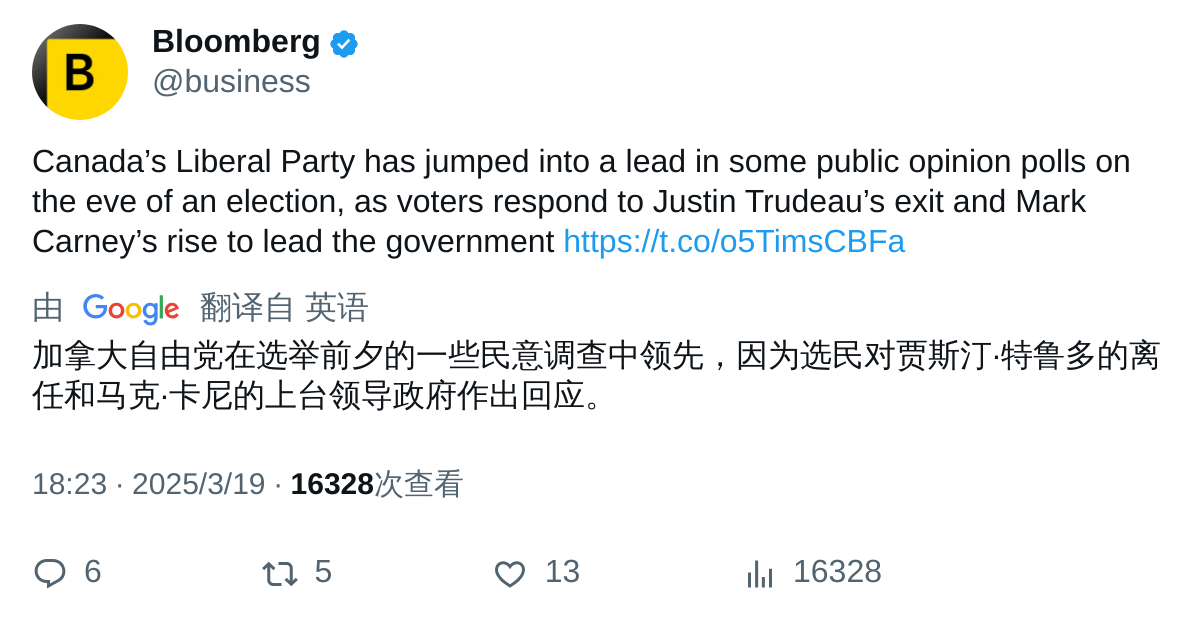 B
Bloomberg
@business
Canada’s Liberal Party has jumped into a lead in some public opinion polls on
the eve of an election, as voters respond to Justin Trudeau’s exit and Mark
Carney’s rise to lead the government https://t.co/o5TimsCBFa
由 Google 翻译自 英语
加拿大自由党在选举前夕的一些民意调查中领先，因为选民对贾斯汀·特鲁多的离
任和马克·卡尼的上台领导政府作出回应。
18:23 · 2025/3/19 · 16328次查看
6 5 13 16328